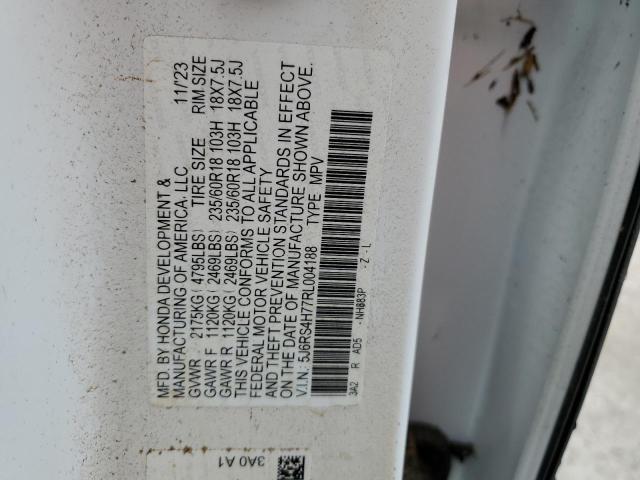 MFD. BY HONDA DEVELOPMENT & 11/23
MANUFACTURING OF AMERICA, LLC
TIRE SIZE RIM SIZE
GVWR 2175KG ( 4795LBS)
GAWR F 1120KG ( 2469LBS) 235/60R18 103H 18X7.5J
GAWR R 1120KG ( 2469LBS) 235/60R18 103H 18X7.5J
THIS VEHICLE CONFORMS TO ALL APPLICABLE
FEDERAL MOTOR VEHICLE SAFETY
AND THEFT PREVENTION STANDARDS IN EFFECT
ON THE DATE OF MANUFACTURE SHOWN ABOVE.
V.I.N.: 5J6RS4H77RL004188 TYPE MPV
3A2 R AD5 -NH883P -Z -L
3A0 A1